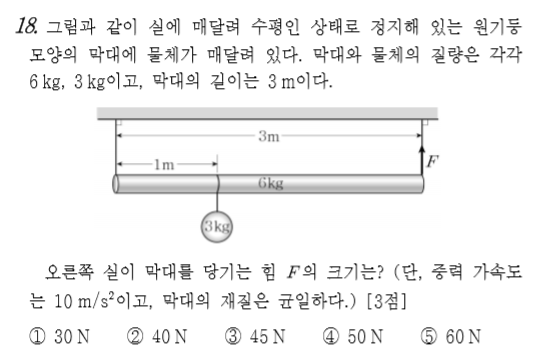 18. 그림과 같이 실에 매달려 수평인 상태로 정지해 있는 원기둥
모양의 막대에 물체가 매달려 있다. 막대와 물체의 질량은 각각
6 kg, 3 kg이고, 막대의 길이는 3 m이다.
3m
1m
F
6kg
3kg
오른쪽 실이 막대를 당기는 힘 F의 크기는? (단, 중력 가속도
는 10 m/s²이고, 막대의 재질은 균일하다.) [3점]
① 30 N ② 40 N ③ 45 N ④ 50 N ⑤ 60 N